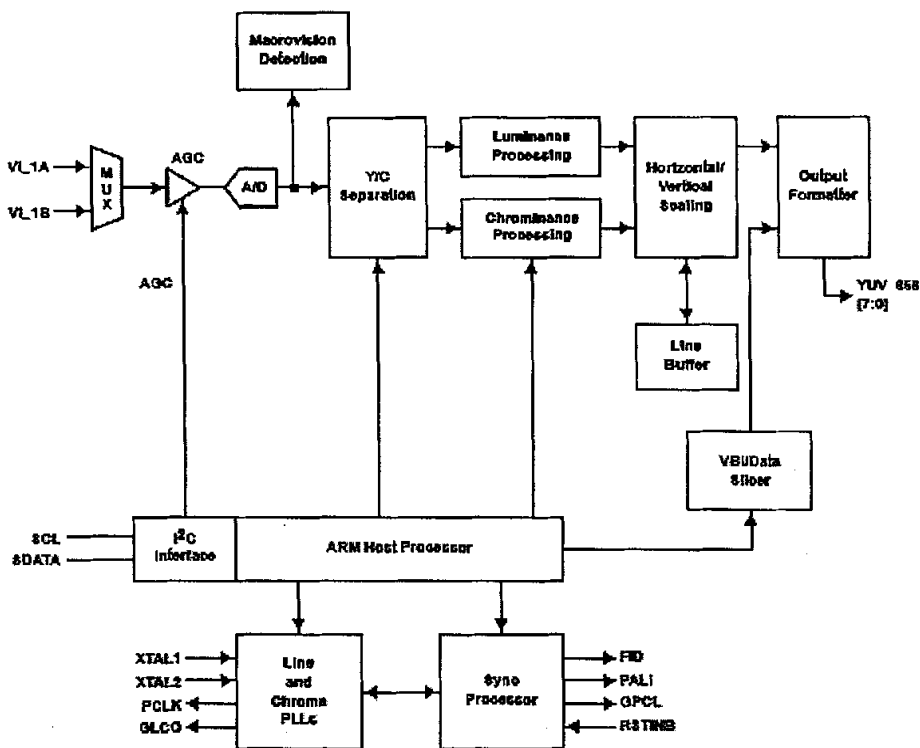 Macrovision
Detection
VI_1A
VI_1B
MUX
AGC
A/D
Y/C
Separation
Luminance
Processing
Chrominance
Processing
Horizontal/
Vertical
Scaling
Output
Formatter
AGC
YUV 656
[7:0]
Line
Buffer
VBI/Data
Slicer
SCL
SDATA
I²C
Interface
ARM Host Processor
XTAL1
XTAL2
PCLK
GLCO
Line
and
Chroma
PLLs
Sync
Processor
FID
PALI
GPCL
RSTINB